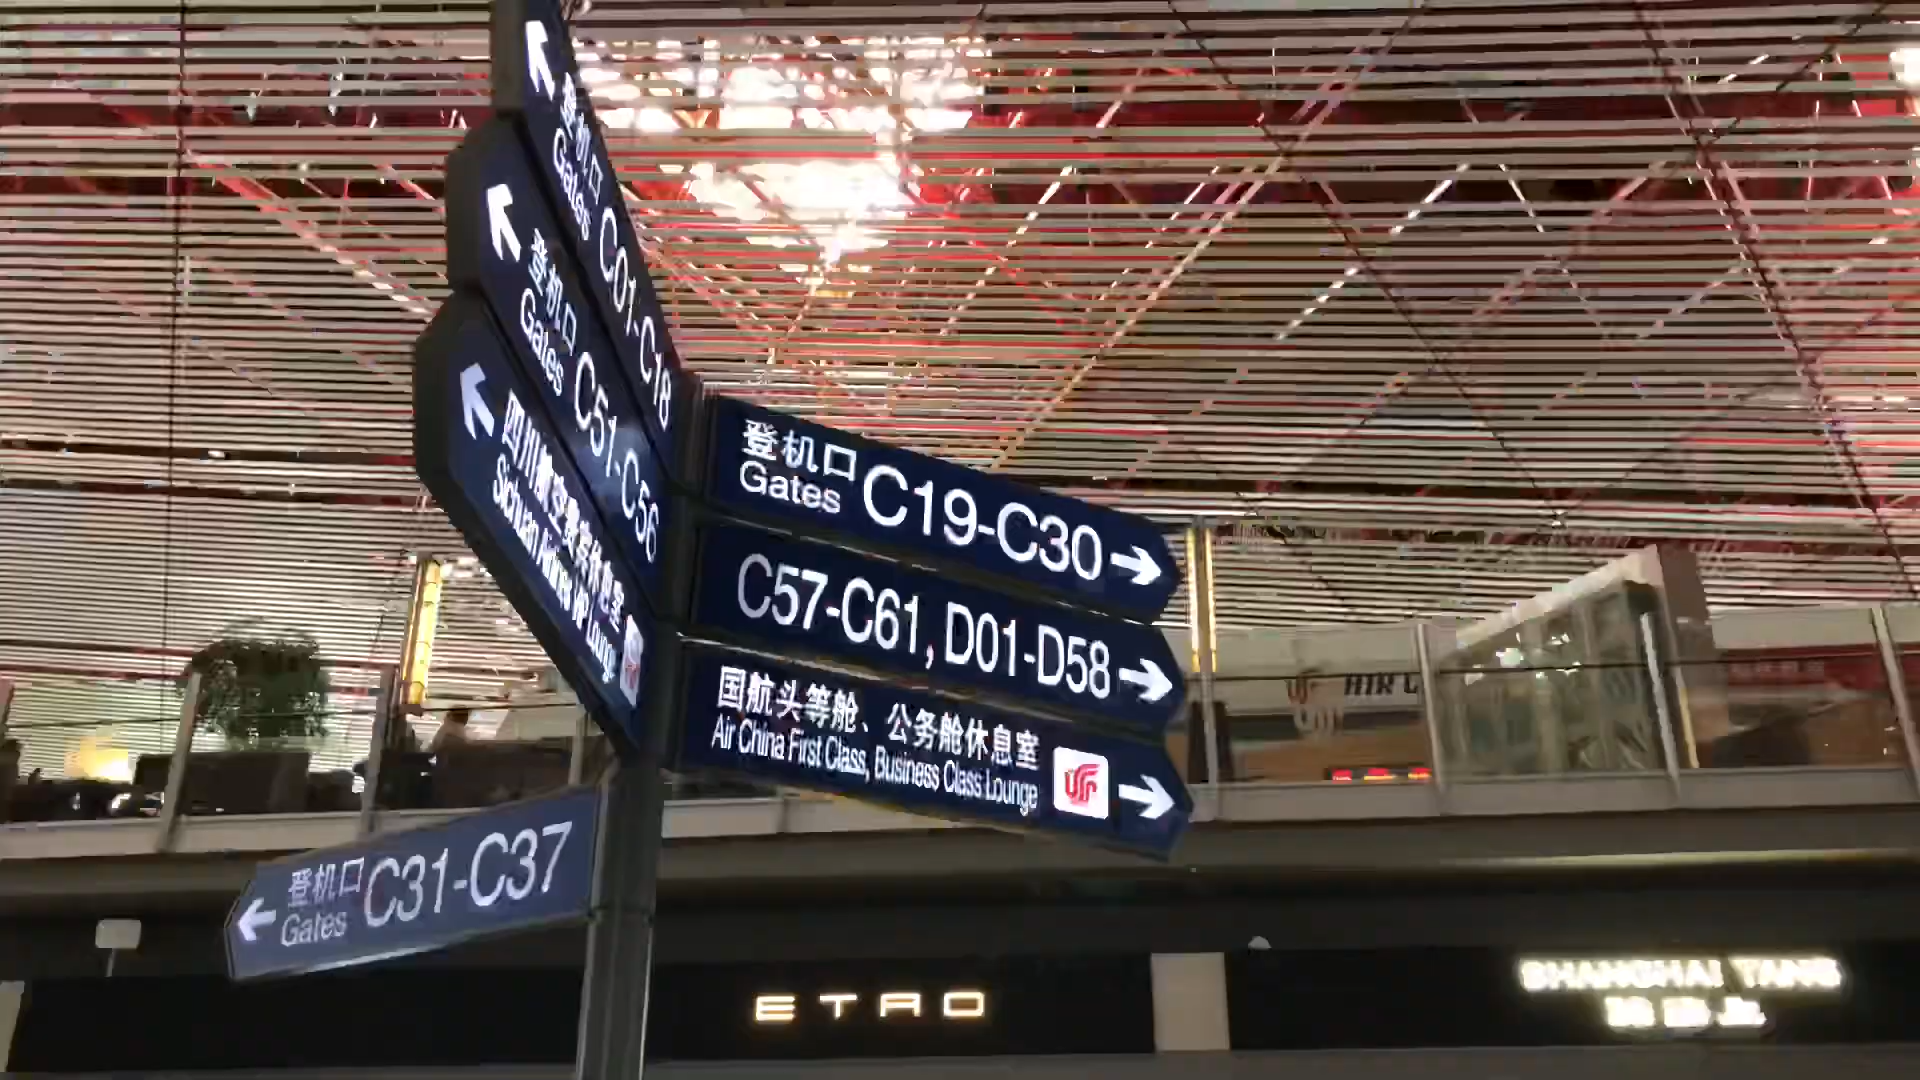 登机口
Gates C01-C18
登机口
Gates C51-C56
四川航空贵宾休息室
Sichuan Airlines VIP Lounge
登机口
Gates C19-C30
C57-C61, D01-D58
国航头等舱、公务舱休息室
Air China First Class, Business Class Lounge
登机口
Gates C31-C37
AIR C
ETRO
SHANGHAI TANG